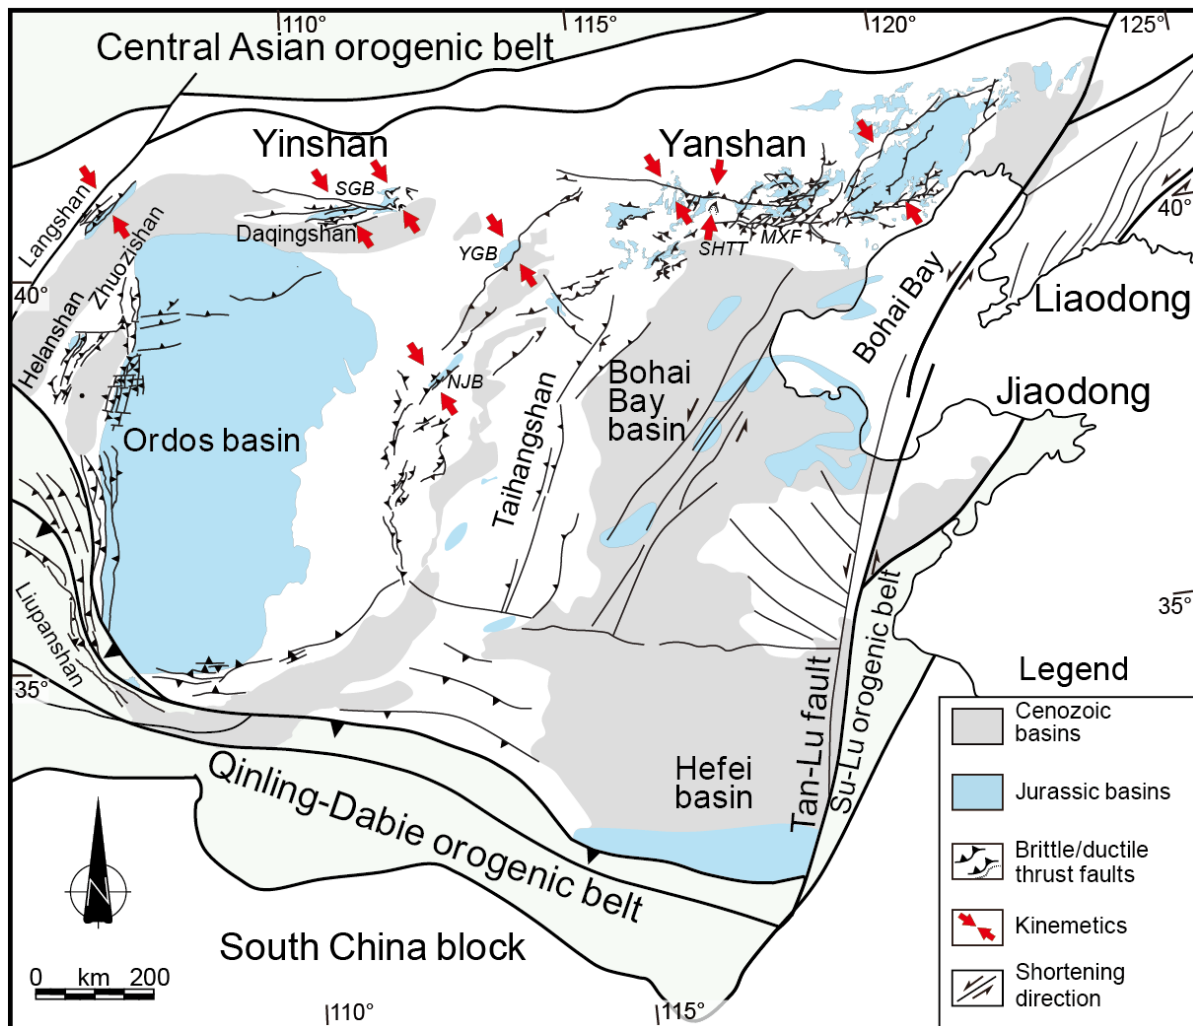 110°
115°
120°
125°
Central Asian orogenic belt
Yinshan
Yanshan
SGB
Langshan
Zhuozishan
Daqingshan
YGB
SHTT
MXF
40°
40°
Helanshan
Bohai Bay
Liaodong
NJB
Bohai
Bay
basin
Jiaodong
Ordos basin
Taihangshan
Liupanshan
35°
35°
Tan-Lu fault
Su-Lu orogenic belt
Hefei
basin
Qinling-Dabie orogenic belt
South China block
N
0 km 200
110°
115°
Legend
Cenozoic
basins
Jurassic basins
Brittle/ductile
thrust faults
Kinemetics
Shortening
direction